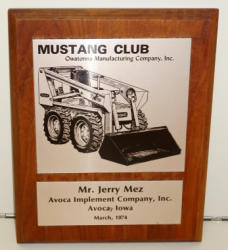 MUSTANG CLUB
Owatonna Manufacturing Company, Inc.
Mr. Jerry Mez
Avoca Implement Company, Inc.
Avoca, Iowa
March, 1974